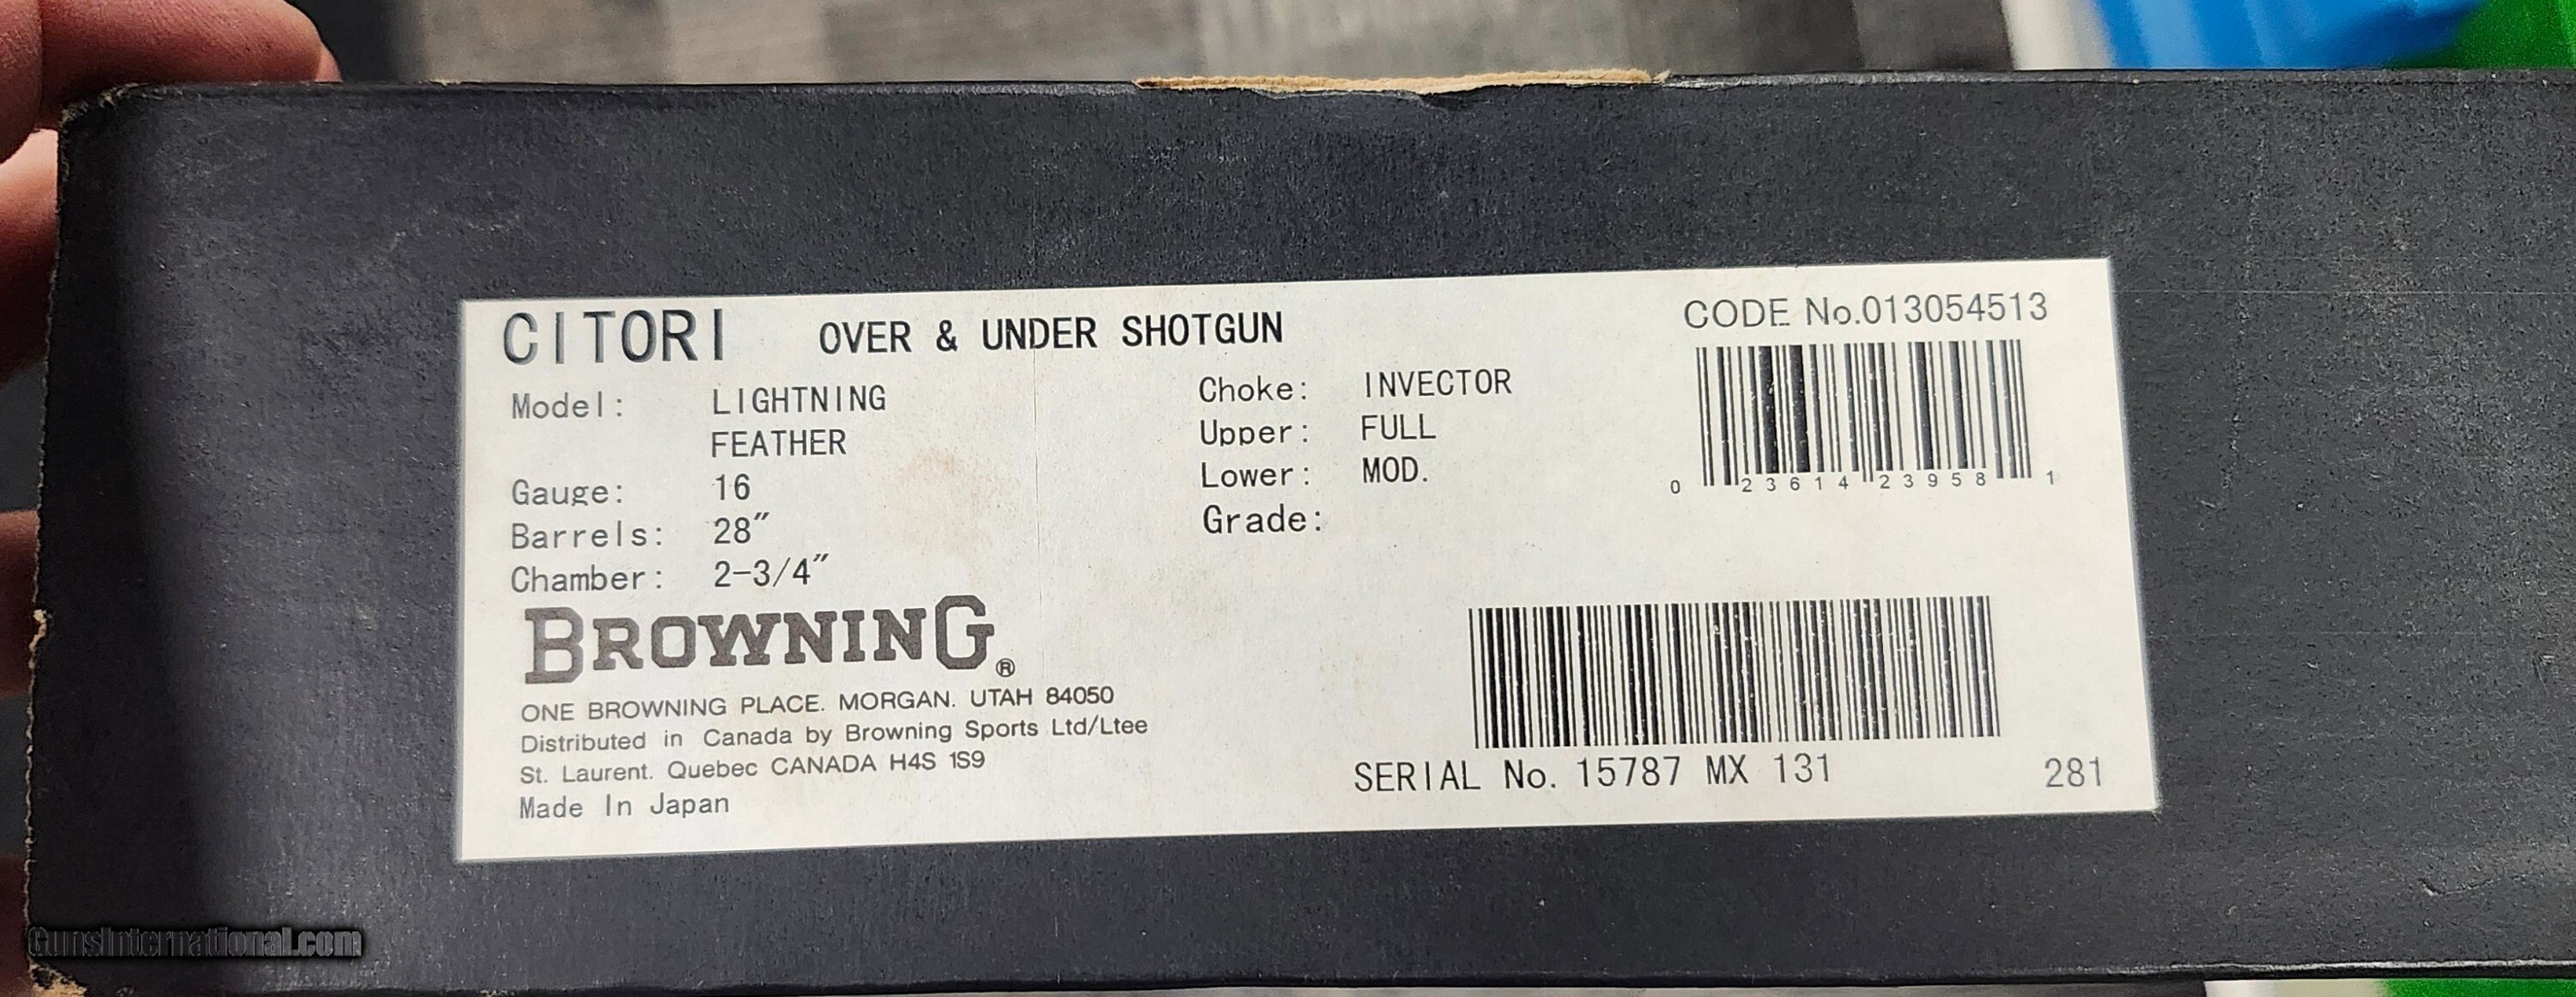 CITORI OVER & UNDER SHOTGUN
Model: LIGHTNING
FEATHER
Gauge: 16
Barrels: 28″
Chamber: 2-3/4″
Choke: INVECTOR
Upper: FULL
Lower: MOD.
Grade:
CODE No.013054513
0 23614 23958 1
BROWNING®
ONE BROWNING PLACE. MORGAN. UTAH 84050
Distributed in Canada by Browning Sports Ltd/Ltee
St. Laurent. Quebec CANADA H4S 1S9
Made In Japan
SERIAL No. 15787 MX 131
281
GunsInternational.com